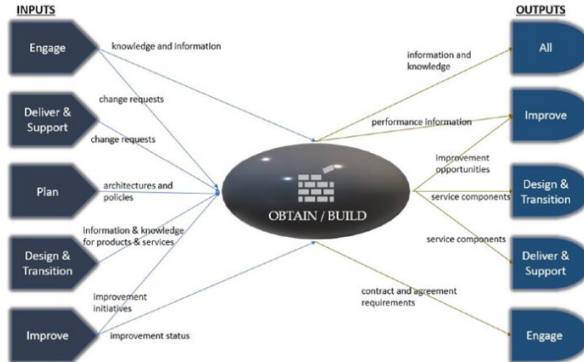 INPUTS
OUTPUTS
Engage
knowledge and information
information and
knowledge
All
change requests
Deliver &
Support
change requests
performance information
Improve
improvement
opportunities
Plan
architectures and
policies
OBTAIN / BUILD
service components
Design &
Transition
Design &
Transition
information & knowledge
for products & services
service components
Deliver &
Support
improvement
initiatives
contract and agreement
requirements
Improve
improvement status
Engage